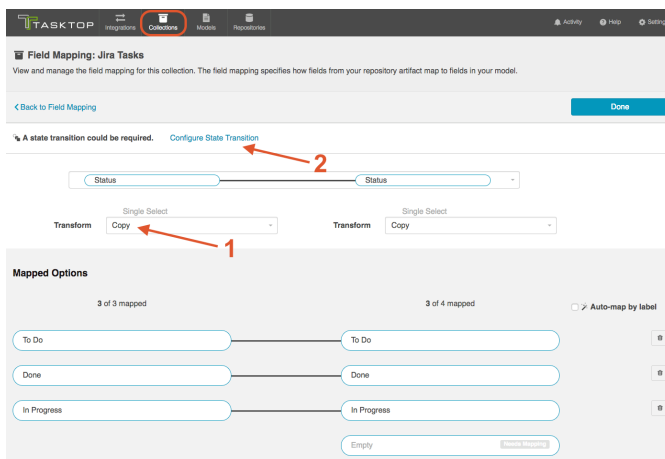 TASKTOP
Integrations
Collections
Models
Repositories
Activity
Help
Setting
Field Mapping: Jira Tasks
View and manage the field mapping for this collection. The field mapping specifies how fields from your repository artifact map to fields in your model.
Back to Field Mapping
Done
A state transition could be required. Configure State Transition
2
Status Status
Single Select Single Select
Transform Copy Transform Copy
1
Mapped Options
3 of 3 mapped 3 of 4 mapped
Auto-map by label
To Do To Do
Done Done
In Progress In Progress
Empty Needs Mapping